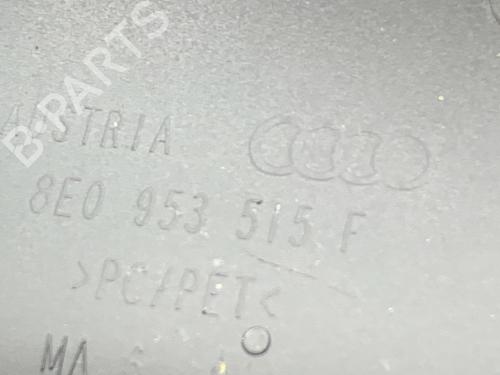 B-PARTS
AUSTRIA
8E0 953 515 F
>PC/PET<
MA